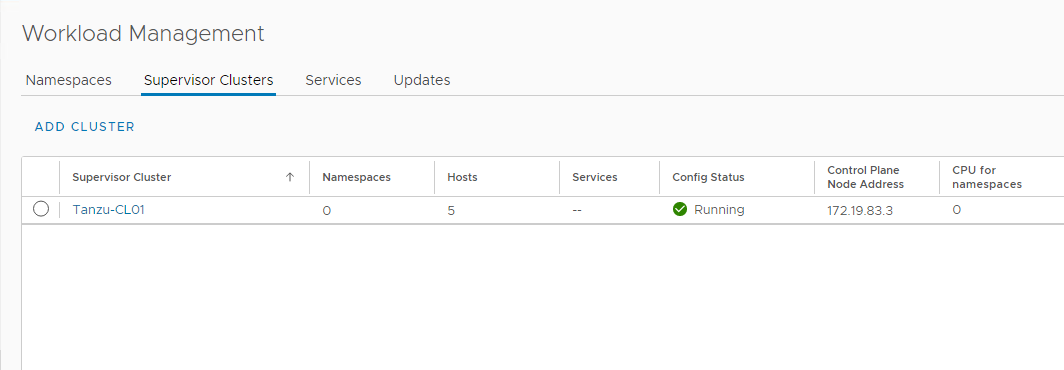 Workload Management
Namespaces Supervisor Clusters Services Updates
ADD CLUSTER
Supervisor Cluster ↑ Namespaces Hosts Services Config Status Control Plane Node Address CPU for namespaces
Tanzu-CL01 0 5 -- Running 172.19.83.3 0